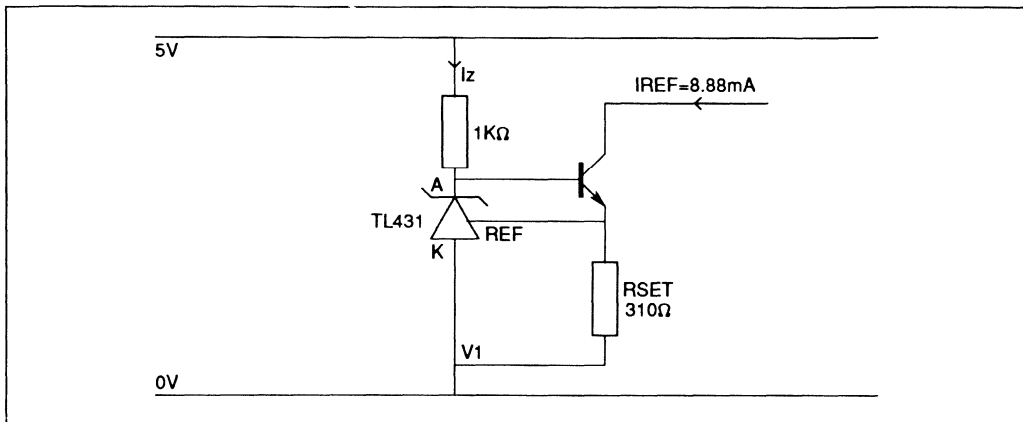 5V
Iz
IREF=8.88mA
1KΩ
A
TL431
REF
K
RSET
310Ω
V1
0V